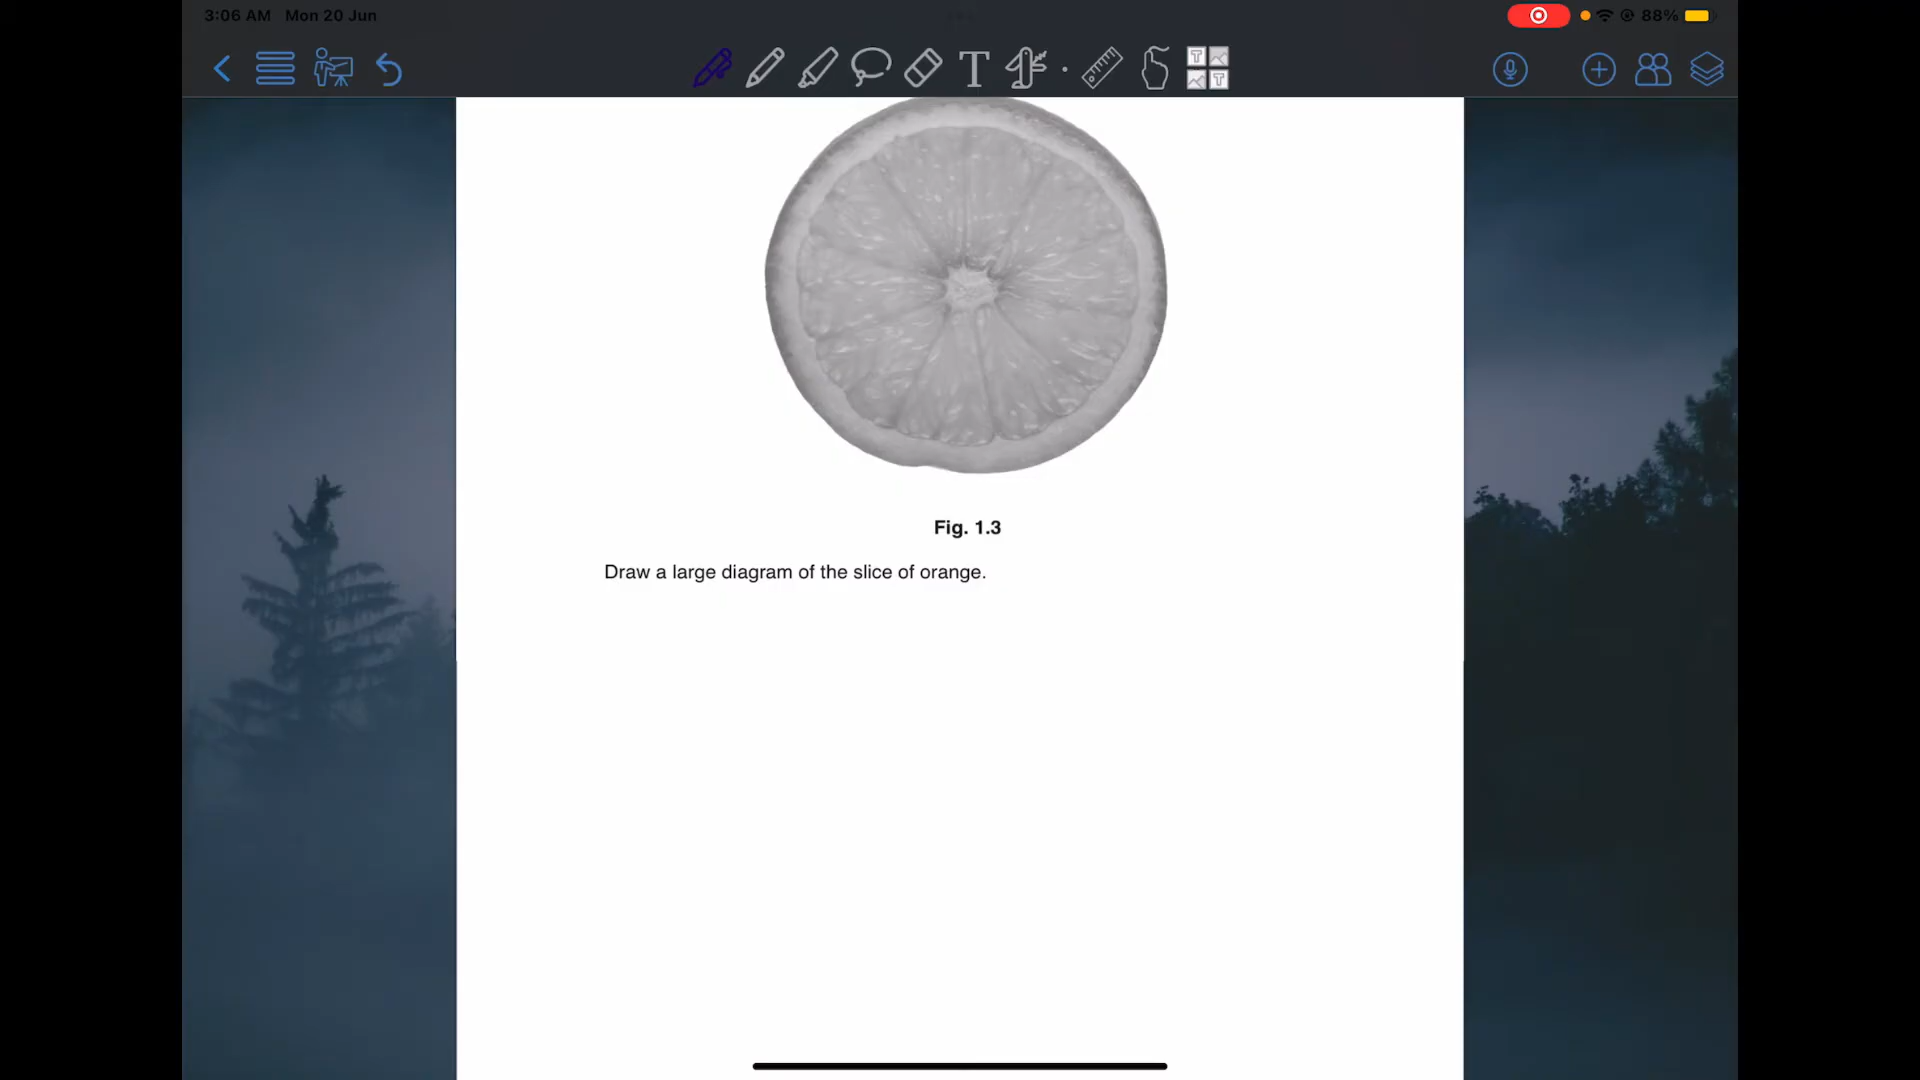 3:06 AM Mon 20 Jun
88%
T
Fig. 1.3
Draw a large diagram of the slice of orange.